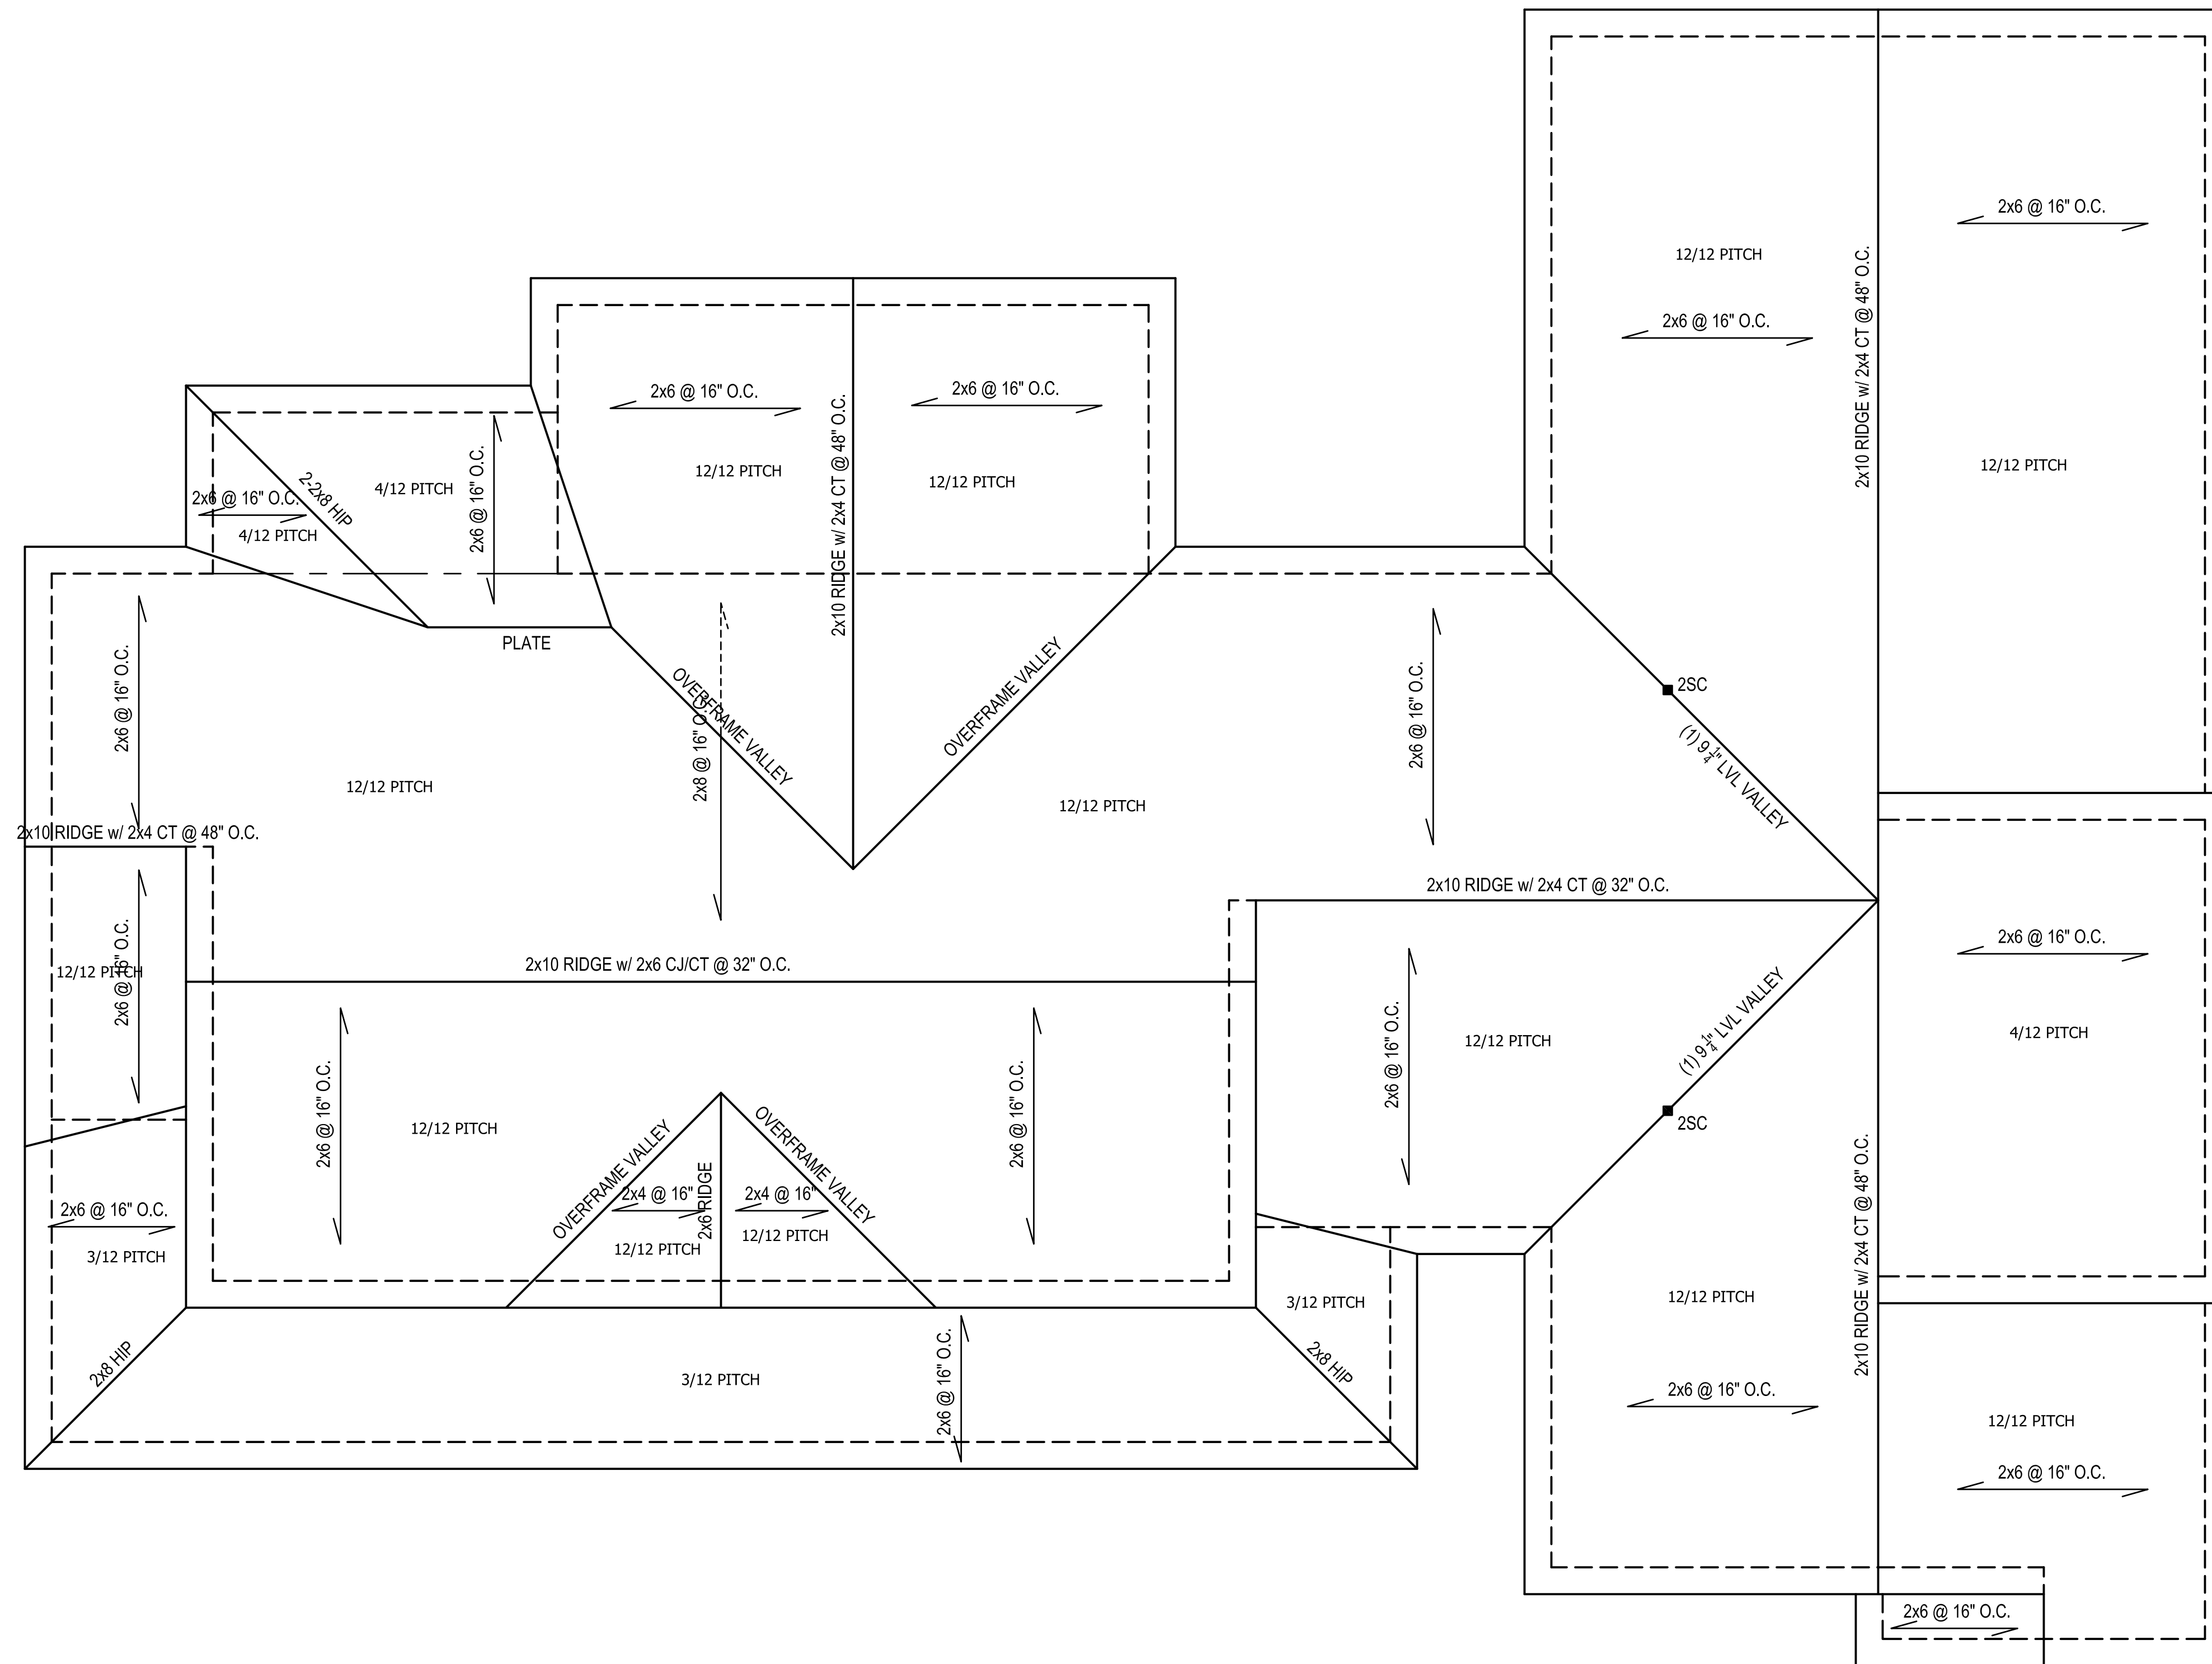 2x6 @ 16" O.C.
12/12 PITCH
2x6 @ 16" O.C.
2x10 RIDGE w/ 2x4 CT @ 48" O.C.
12/12 PITCH
2x6 @ 16" O.C.
2x6 @ 16" O.C.
2x10 RIDGE w/ 2x4 CT @ 48" O.C.
12/12 PITCH
12/12 PITCH
2x6 @ 16" O.C.
4/12 PITCH
2-2x8 HIP
4/12 PITCH
2x6 @ 16" O.C.
PLATE
2x6 @ 16" O.C.
12/12 PITCH
OVERFRAME VALLEY
2x8 @ 16" O.C.
OVERFRAME VALLEY
12/12 PITCH
2x6 @ 16" O.C.
2SC
(1) 9 1/4" LVL VALLEY
2x10 RIDGE w/ 2x4 CT @ 48" O.C.
2x10 RIDGE w/ 2x4 CT @ 32" O.C.
2x6 @ 16" O.C.
12/12 PITCH
2x6 @ 16" O.C.
2x10 RIDGE w/ 2x6 CJ/CT @ 32" O.C.
4/12 PITCH
12/12 PITCH
2x6 @ 16" O.C.
(1) 9 1/4" LVL VALLEY
2SC
2x6 @ 16" O.C.
12/12 PITCH
2x6 @ 16" O.C.
OVERFRAME VALLEY
OVERFRAME VALLEY
2x4 @ 16"
2x6 RIDGE
2x4 @ 16"
12/12 PITCH
12/12 PITCH
2x6 @ 16" O.C.
3/12 PITCH
3/12 PITCH
2x8 HIP
2x8 HIP
3/12 PITCH
2x6 @ 16" O.C.
12/12 PITCH
2x10 RIDGE w/ 2x4 CT @ 48" O.C.
2x6 @ 16" O.C.
12/12 PITCH
2x6 @ 16" O.C.
2x6 @ 16" O.C.